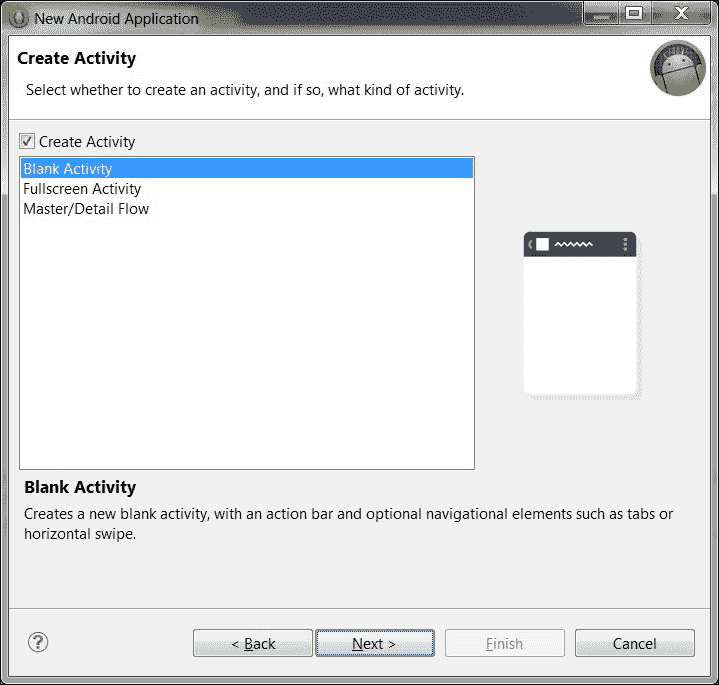 New Android Application
Create Activity
Select whether to create an activity, and if so, what kind of activity.
Create Activity
Blank Activity
Fullscreen Activity
Master/Detail Flow
Blank Activity
Creates a new blank activity, with an action bar and optional navigational elements such as tabs or
horizontal swipe.
?
< Back
Next >
Finish
Cancel